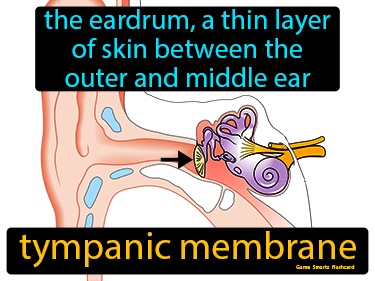 the eardrum, a thin layer
of skin between the
outer and middle ear
tympanic membrane
Game Smartz flashcard